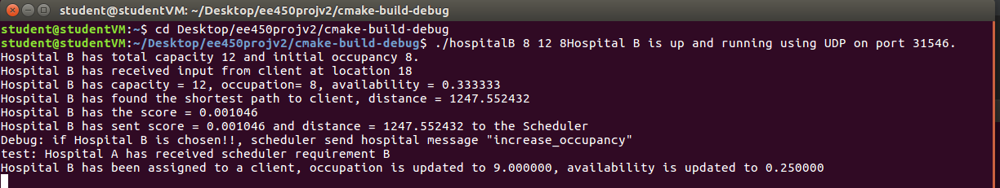 student@studentVM: ~/Desktop/ee450projv2/cmake-build-debug
student@studentVM:~$ cd Desktop/ee450projv2/cmake-build-debug
student@studentVM:~/Desktop/ee450projv2/cmake-build-debug$ ./hospitalB 8 12 8Hospital B is up and running using UDP on port 31546.
Hospital B has total capacity 12 and initial occupancy 8.
Hospital B has received input from client at location 18
Hospital B has capacity = 12, occupation= 8, availability = 0.333333
Hospital B has found the shortest path to client, distance = 1247.552432
Hospital B has the score = 0.001046
Hospital B has sent score = 0.001046 and distance = 1247.552432 to the Scheduler
Debug: if Hospital B is chosen!!, scheduler send hospital message "increase_occupancy"
test: Hospital A has received scheduler requirement B
Hospital B has been assigned to a client, occupation is updated to 9.000000, availability is updated to 0.250000